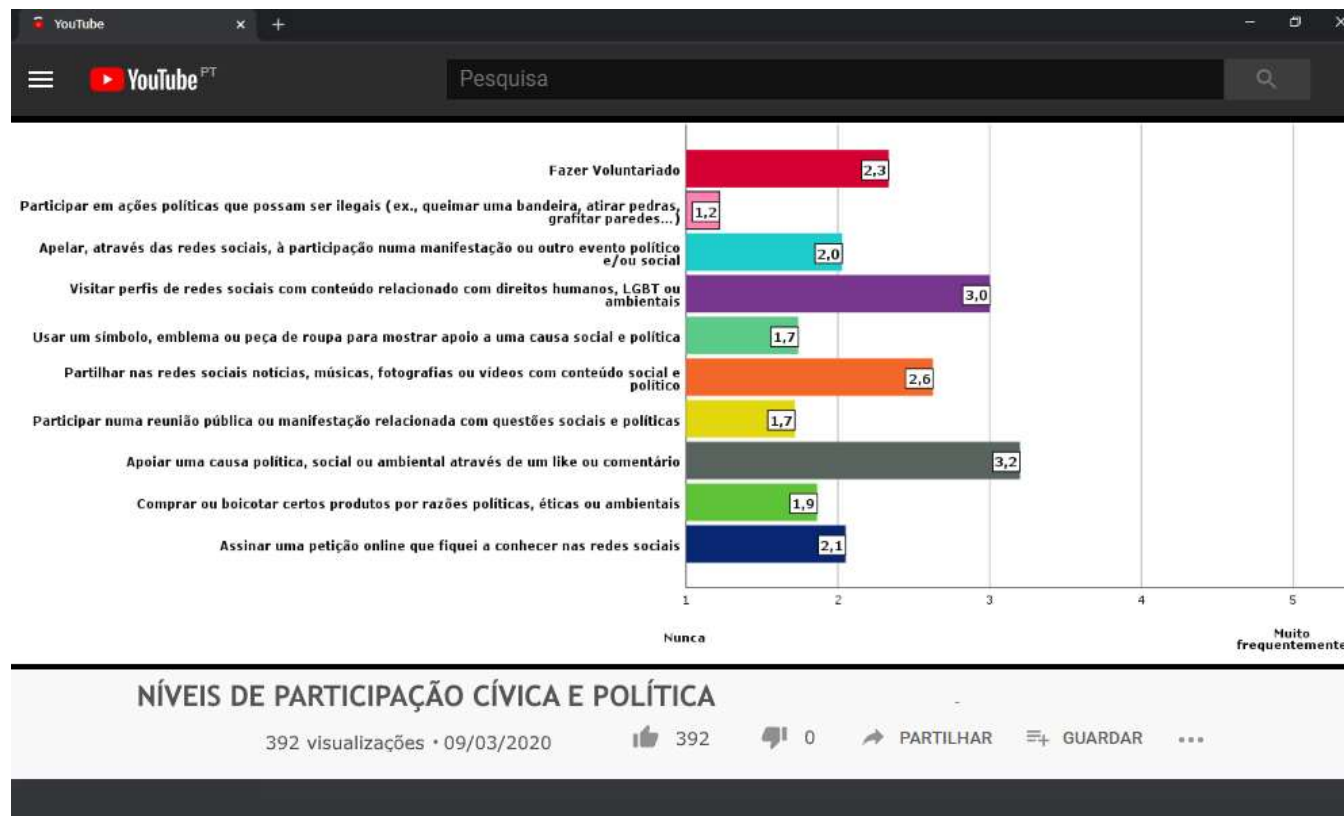 YouTube
YouTube PT
Pesquisa
Fazer Voluntariado
2,3
Participar em ações políticas que possam ser ilegais (ex., queimar uma bandeira, atirar pedras,
grafitar paredes...)
1,2
Apelar, através das redes sociais, à participação numa manifestação ou outro evento político
e/ou social
2,0
Visitar perfis de redes sociais com conteúdo relacionado com direitos humanos, LGBT ou
ambientais
3,0
Usar um símbolo, emblema ou peça de roupa para mostrar apoio a uma causa social e política
1,7
Partilhar nas redes sociais notícias, músicas, fotografias ou vídeos com conteúdo social e
político
2,6
Participar numa reunião pública ou manifestação relacionada com questões sociais e políticas
1,7
Apoiar uma causa política, social ou ambiental através de um like ou comentário
3,2
Comprar ou boicotar certos produtos por razões políticas, éticas ou ambientais
1,9
Assinar uma petição online que fiquei a conhecer nas redes sociais
2,1
1 2 3 4 5
Nunca
Muito
frequentemente
NÍVEIS DE PARTICIPAÇÃO CÍVICA E POLÍTICA
392 visualizações • 09/03/2020 392 0 PARTILHAR GUARDAR